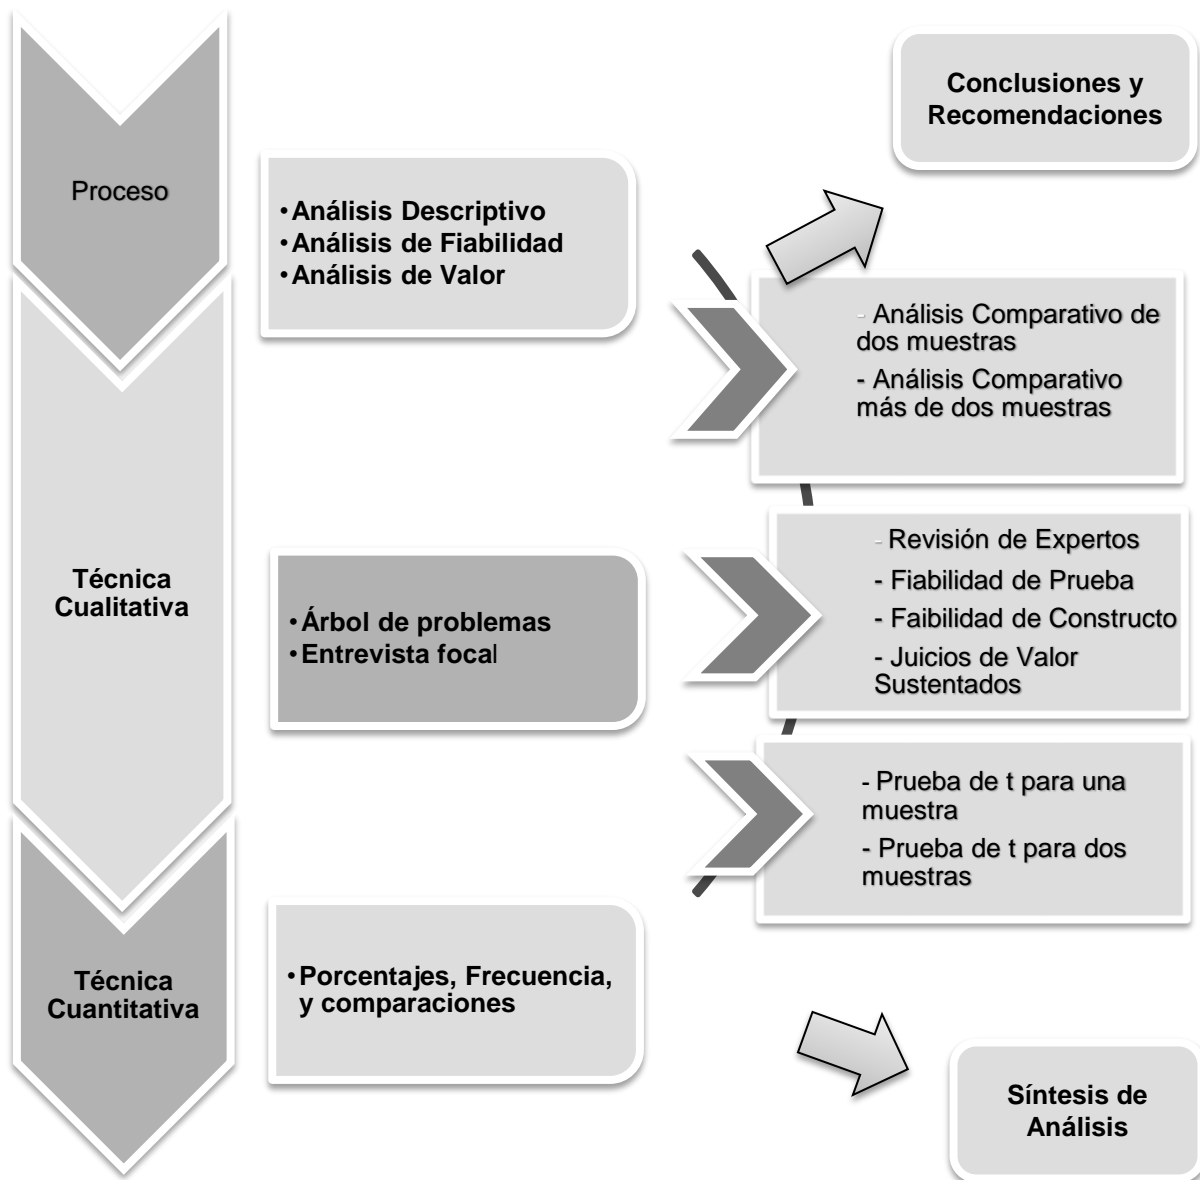 Proceso
•Análisis Descriptivo
•Análisis de Fiabilidad
•Análisis de Valor
Conclusiones y
Recomendaciones
- Análisis Comparativo de
dos muestras
- Análisis Comparativo
más de dos muestras
Técnica
Cualitativa
•Árbol de problemas
•Entrevista focal
- Revisión de Expertos
- Fiabilidad de Prueba
- Faibilidad de Constructo
- Juicios de Valor
Sustentados
- Prueba de t para una
muestra
- Prueba de t para dos
muestras
Técnica
Cuantitativa
•Porcentajes, Frecuencia,
y comparaciones
Síntesis de
Análisis